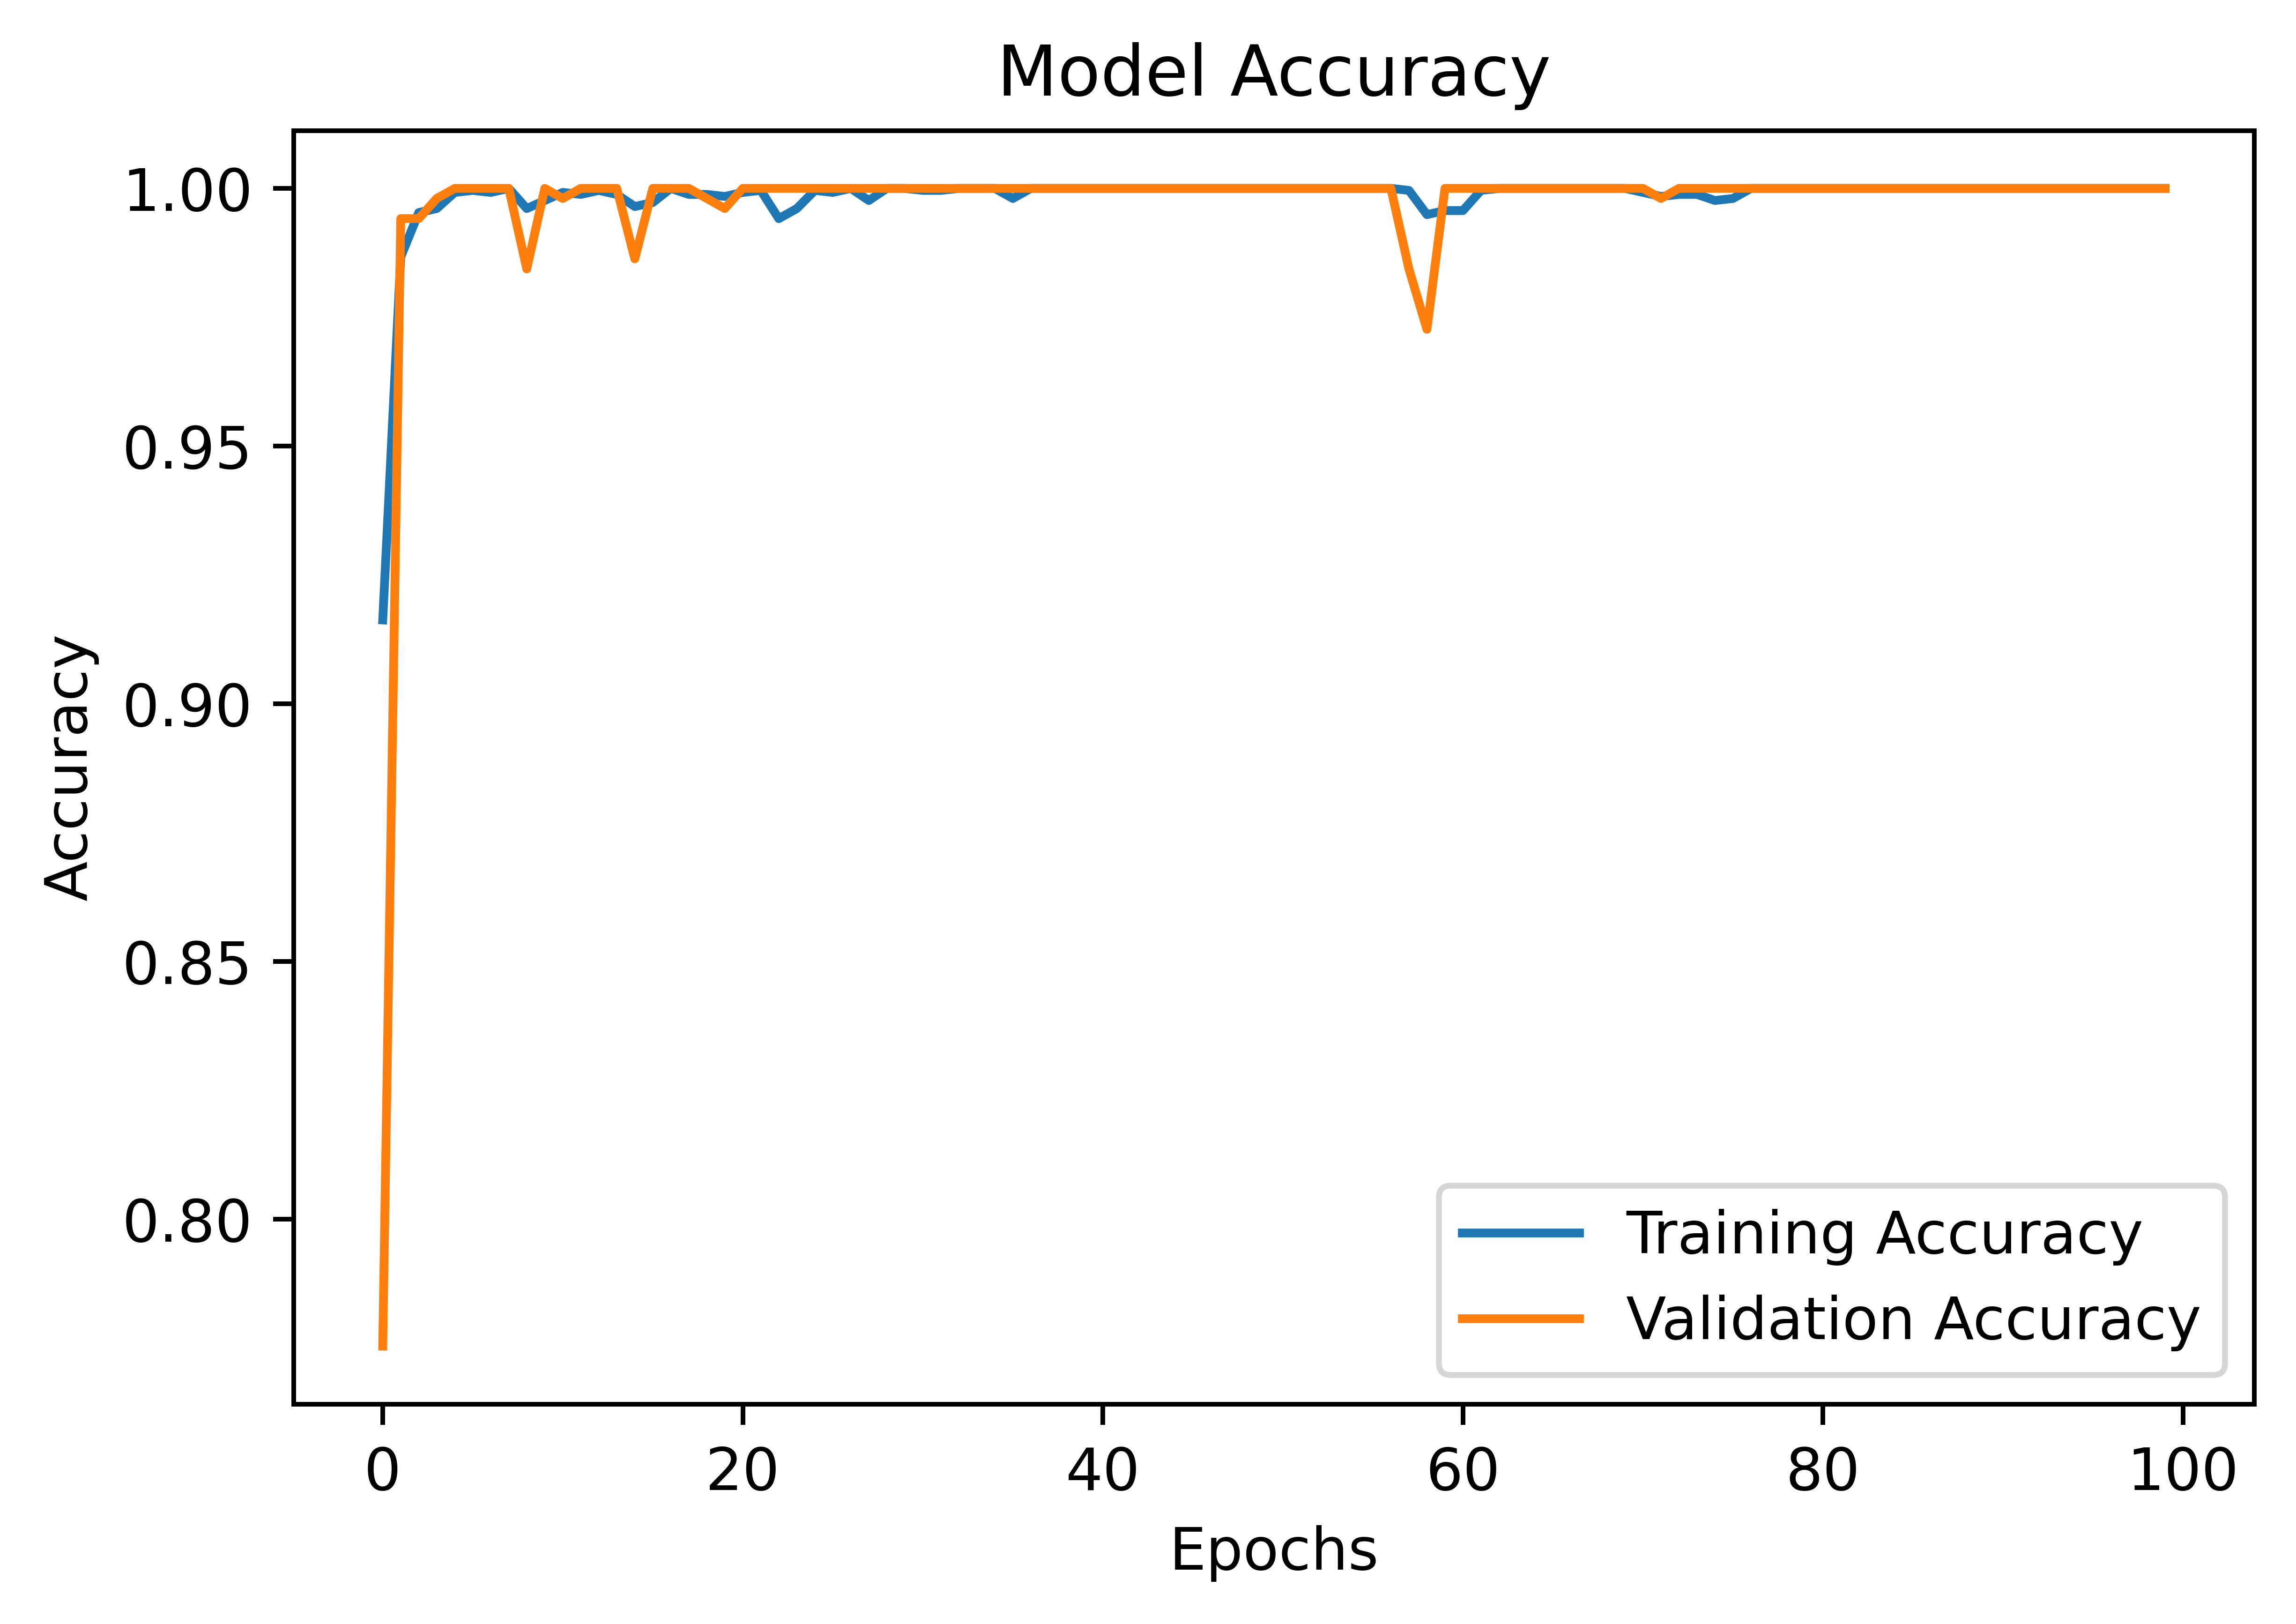 Model Accuracy
1.00
0.95
0.90
0.85
0.80
Accuracy
Training Accuracy
Validation Accuracy
0 20 40 60 80 100
Epochs